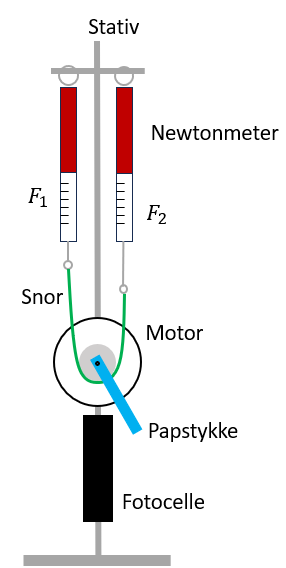 Stativ
Newtonmeter
F₁
F₂
Snor
Motor
Papstykke
Fotocelle